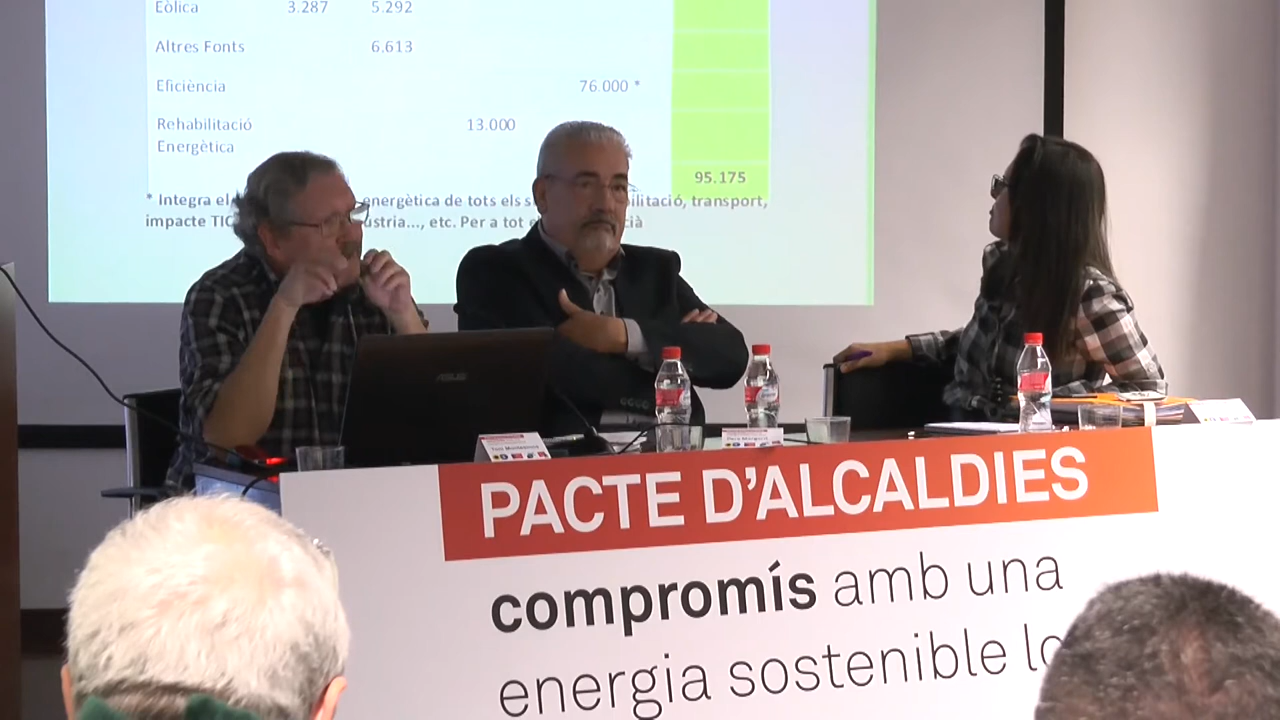 Eòlica 3.287 5.292
Altres Fonts 6.613
Eficiència 76.000 *
Rehabilitació 13.000
Energètica
95.175
* Integra el energètica de tots els s ilitació, transport,
impacte TIC ústria..., etc. Per a tot e cià
ASUS
PACTE D'ALCALDIES
compromís amb una
energia sostenible lo